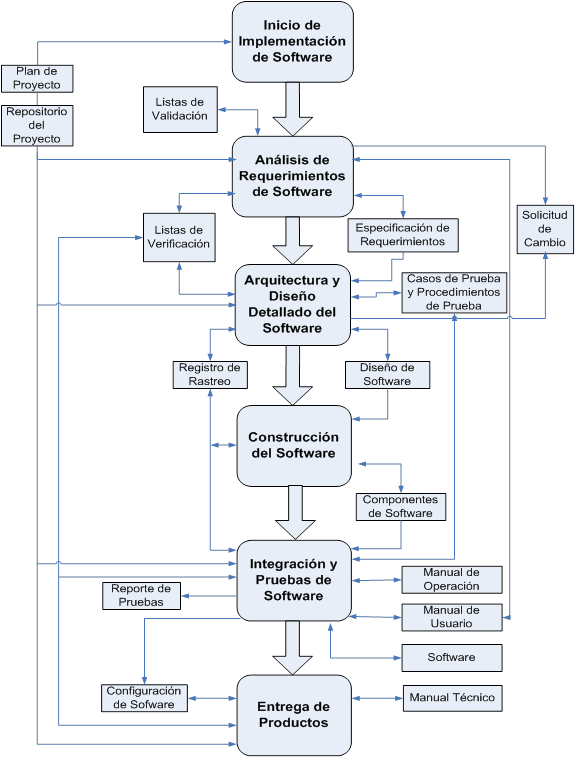 Inicio de
Implementación
de Software
Plan de
Proyecto
Repositorio
del
Proyecto
Listas de
Validación
Análisis de
Requerimientos
de Software
Listas de
Verificación
Especificación de
Requerimientos
Solicitud
de
Cambio
Arquitectura y
Diseño
Detallado del
Software
Casos de Prueba
y Procedimientos
de Prueba
Registro de
Rastreo
Diseño de
Software
Construcción
del Software
Componentes
de Software
Integración y
Pruebas de
Software
Manual de
Operación
Reporte de
Pruebas
Manual de
Usuario
Software
Configuración
de Sofware
Entrega de
Productos
Manual Técnico